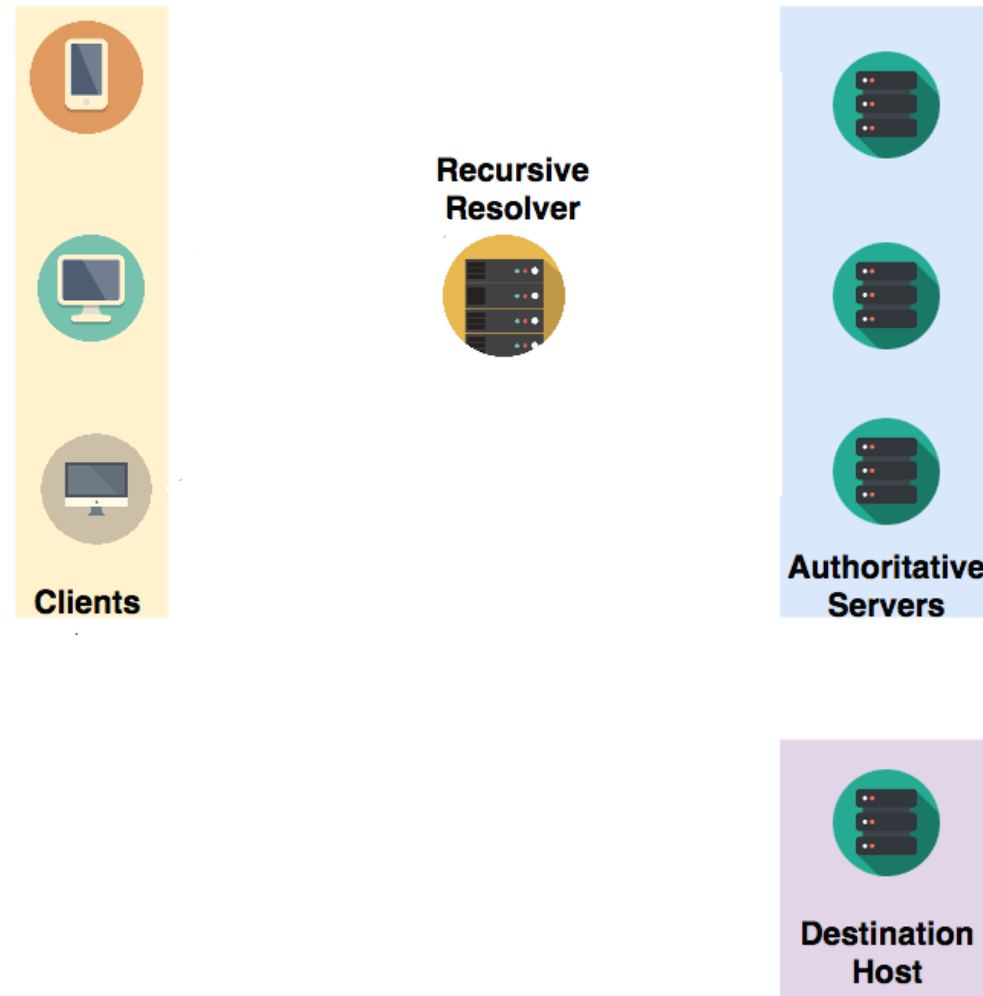 Recursive
Resolver
Clients
Authoritative
Servers
Destination
Host